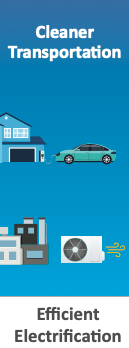 Cleaner
Transportation
Efficient
Electrification